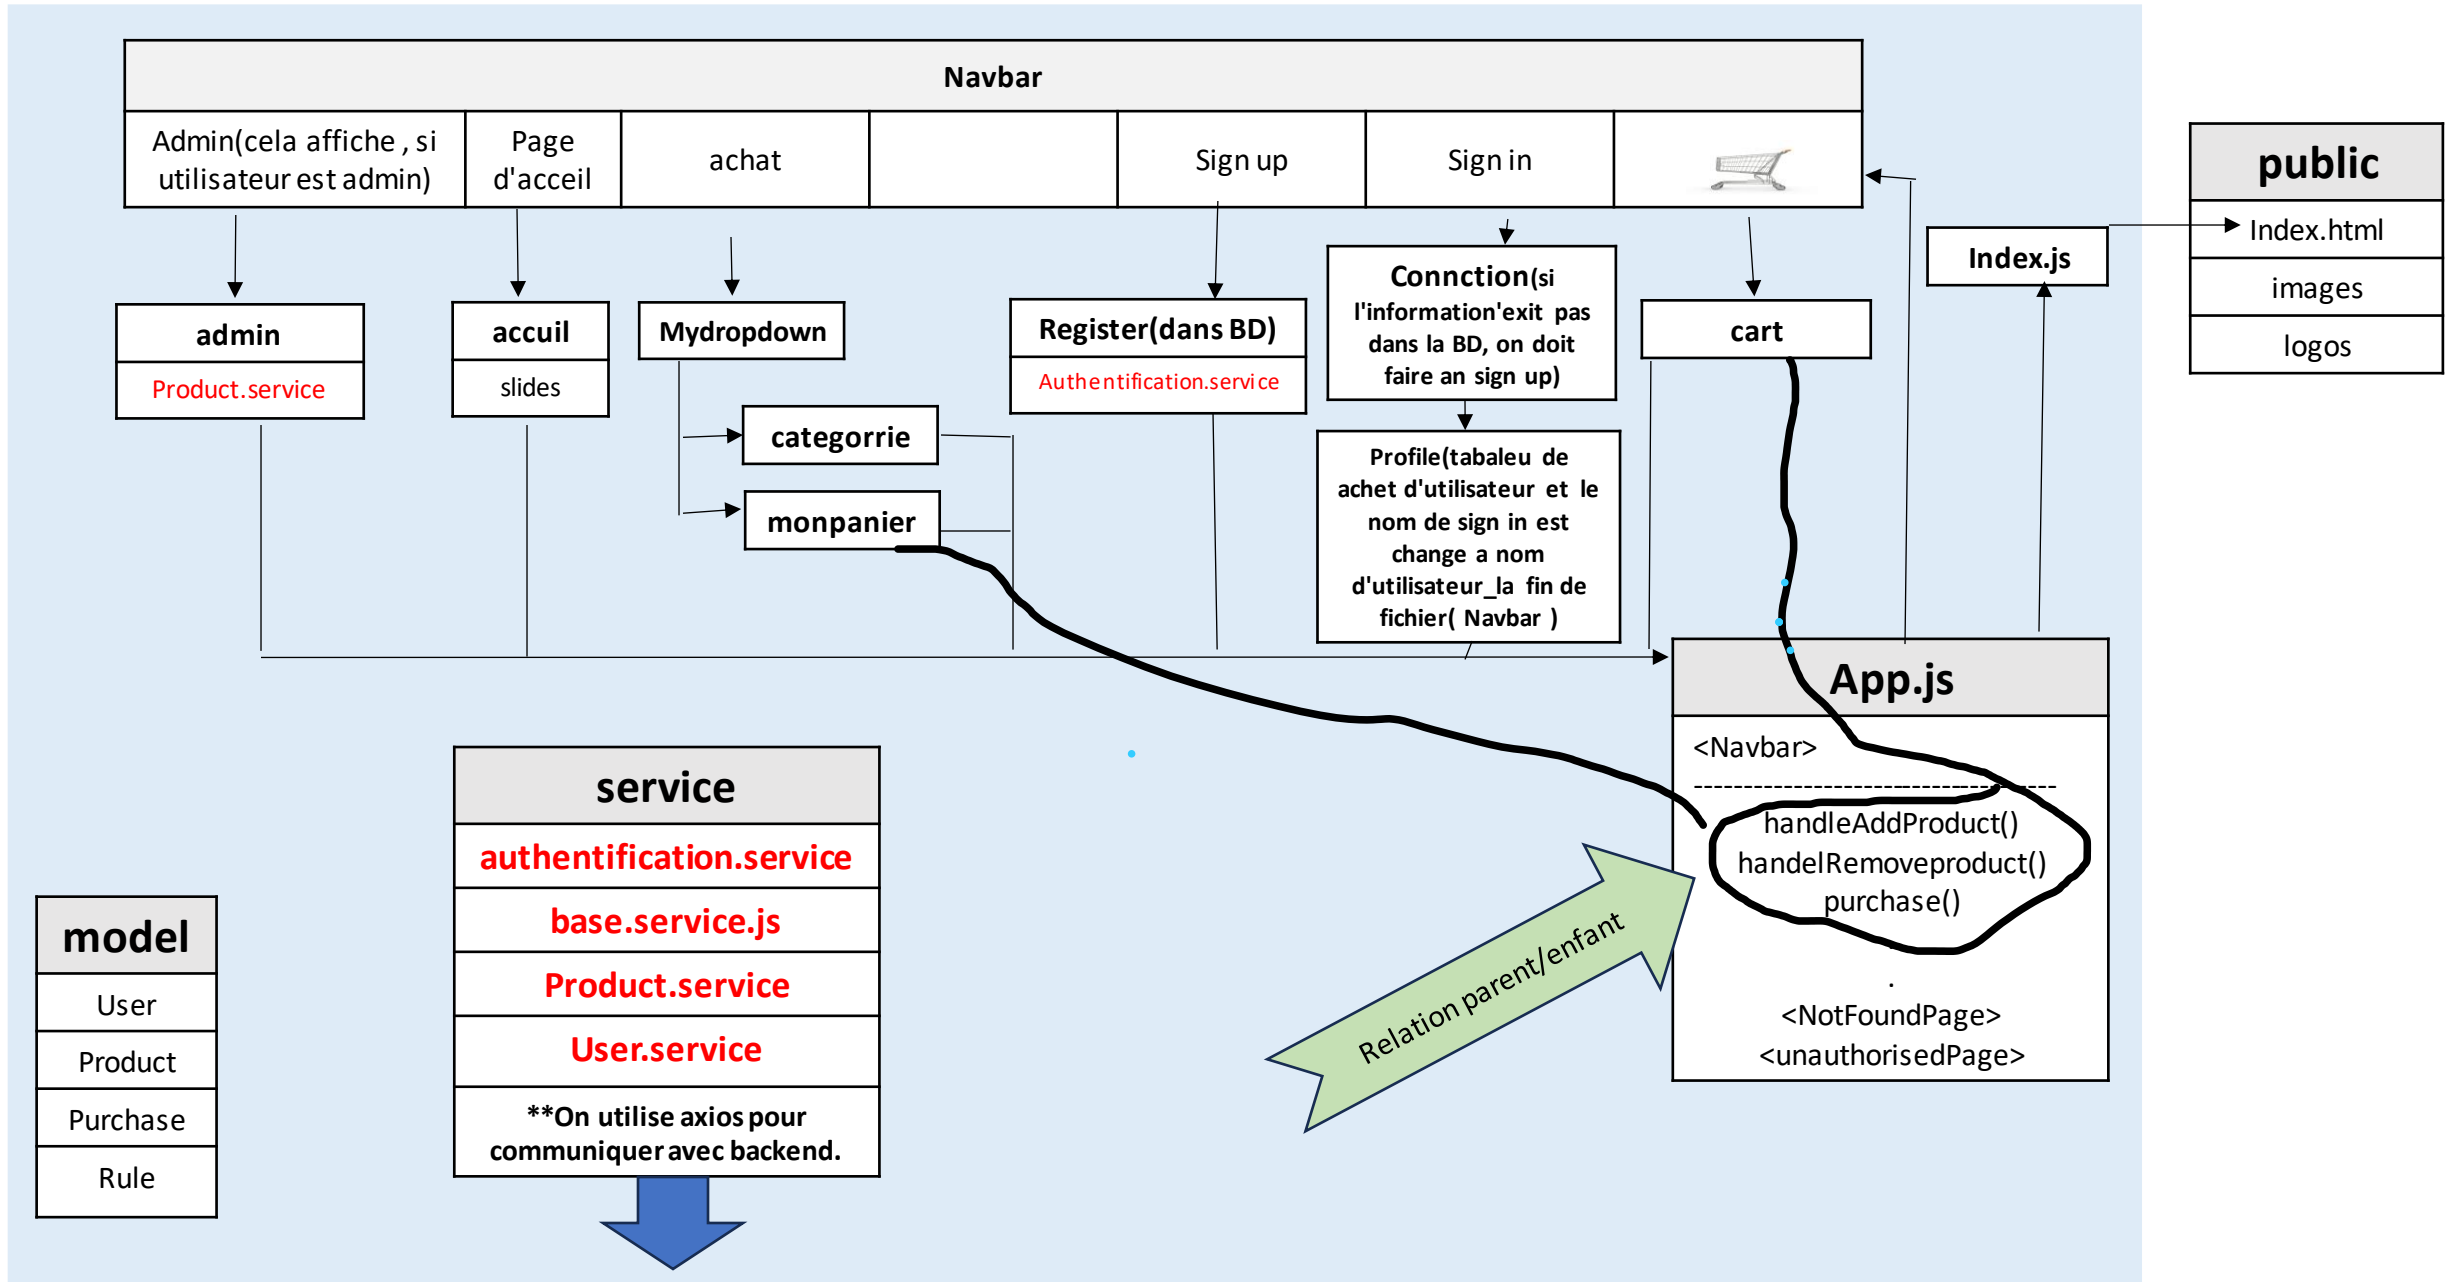 Navbar
Admin(cela affiche , si
utilisateur est admin)
Page
d'acceil
achat
Sign up
Sign in
public
Index.html
images
logos
Index.js
admin
Product.service
accuil
slides
Mydropdown
categorrie
monpanier
Register(dans BD)
Authentification.service
Connction(si
l'information'exit pas
dans la BD, on doit
faire an sign up)
Profile(tabaleu de
achet d'utilisateur et le
nom de sign in est
change a nom
d'utilisateur_la fin de
fichier( Navbar )
cart
App.js
<Navbar>
------------------------------------
handleAddProduct()
handelRemoveproduct()
purchase()
.
.
<NotFoundPage>
<unauthorisedPage>
Relation parent/enfant
service
authentification.service
base.service.js
Product.service
User.service
**On utilise axios pour
communiquer avec backend.
model
User
Product
Purchase
Rule